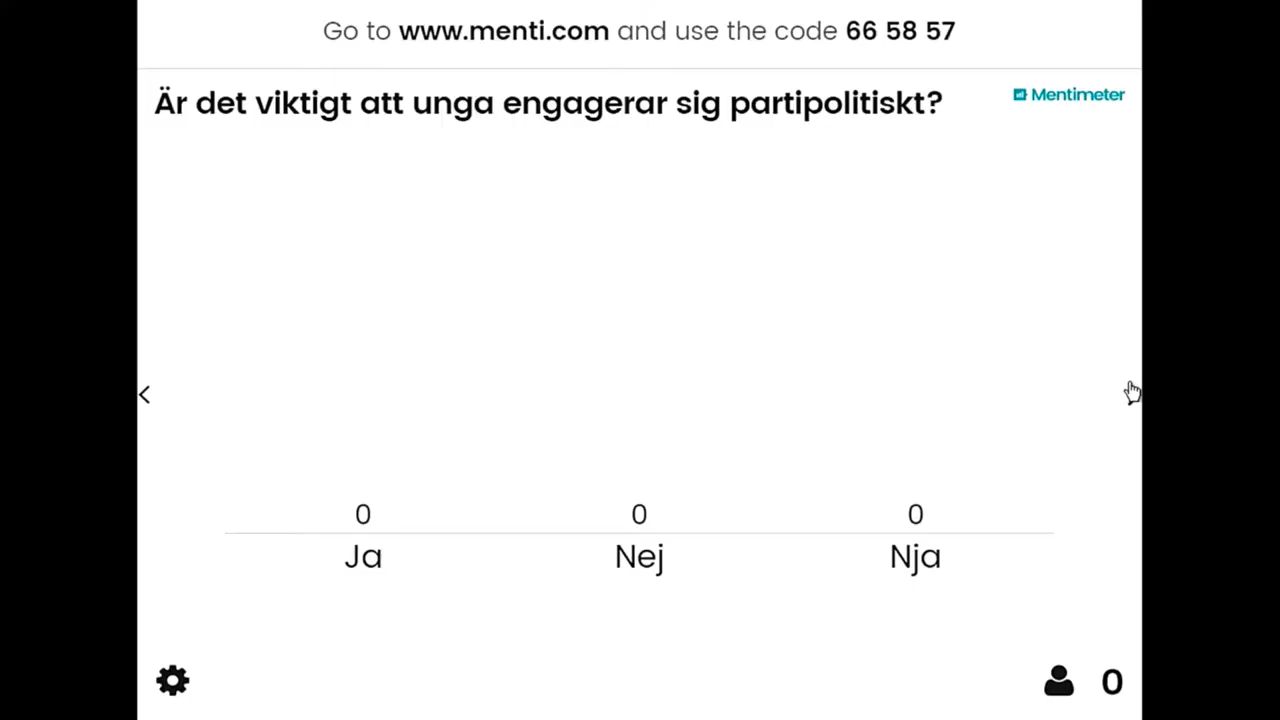 Go to www.menti.com and use the code 66 58 57
Är det viktigt att unga engagerar sig partipolitiskt?
Mentimeter
0 0 0
Ja Nej Nja
0